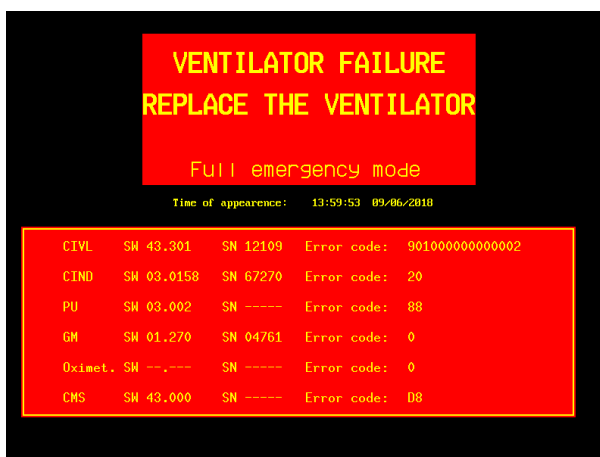 VENTILATOR FAILURE
REPLACE THE VENTILATOR
Full emergency mode
Time of appearence: 13:59:53 09/06/2018
CIVL SW 43.301 SN 12109 Error code: 901000000000002
CIND SW 03.0158 SN 67270 Error code: 20
PU SW 03.002 SN ----- Error code: 88
GM SW 01.270 SN 04761 Error code: 0
Oximet. SW --.--- SN ----- Error code: 0
CMS SW 43.000 SN ----- Error code: D8